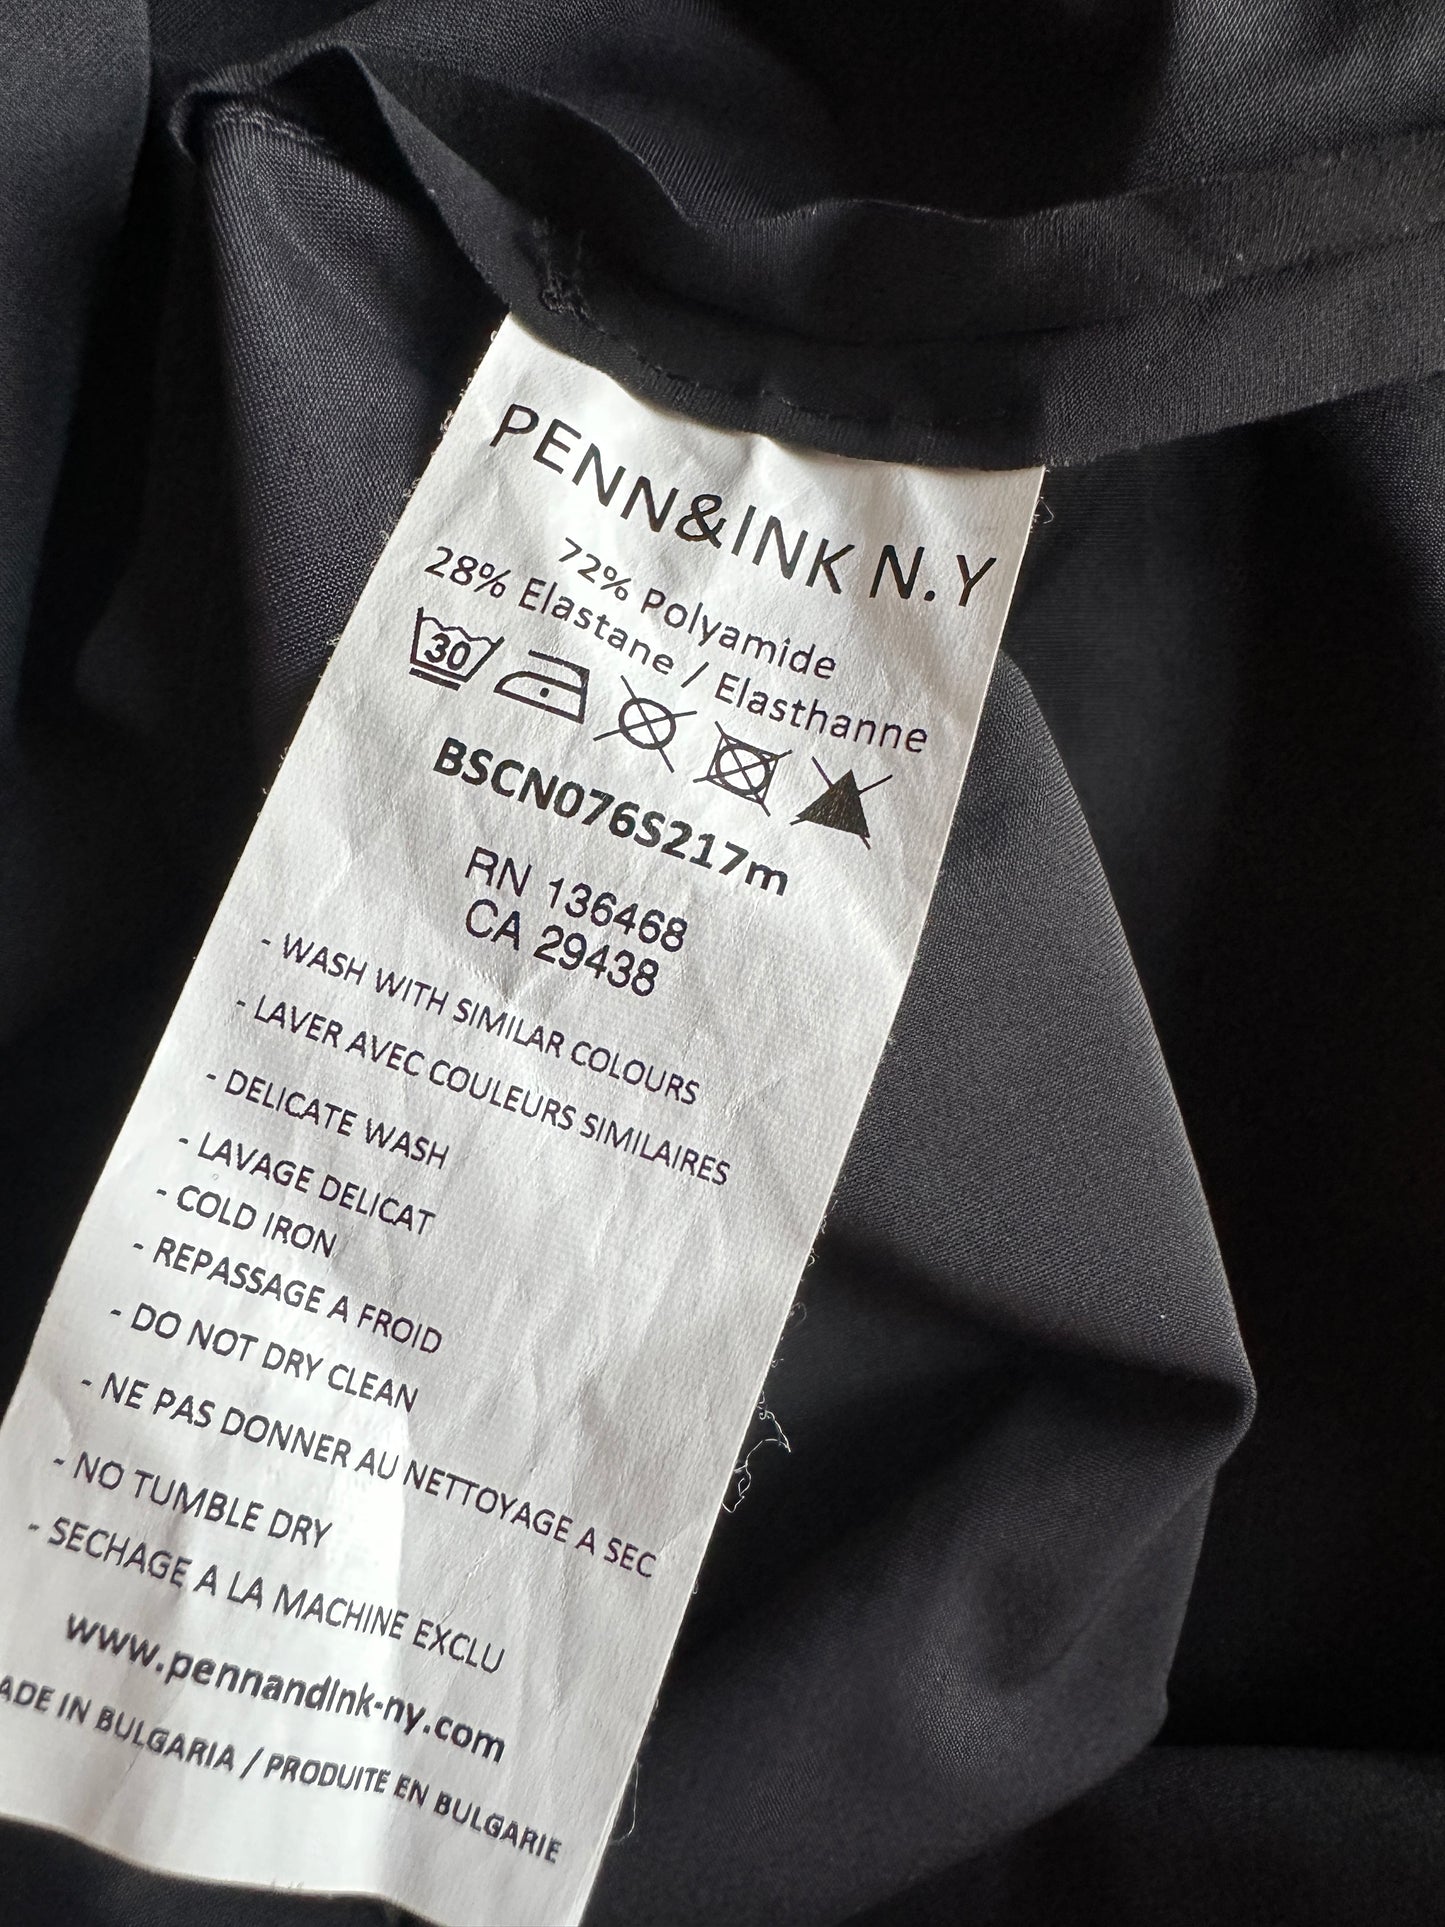 PENN&INK N.Y
72% Polyamide
28% Elastane / Elasthanne
30
BSCN076S217m
RN 136468
CA 29438
- WASH WITH SIMILAR COLOURS
- LAVER AVEC COULEURS SIMILAIRES
- DELICATE WASH
- LAVAGE DELICAT
- COLD IRON
- REPASSAGE A FROID
- DO NOT DRY CLEAN
- NE PAS DONNER AU NETTOYAGE A SEC
- NO TUMBLE DRY
- SECHAGE A LA MACHINE EXCLU
www.pennandink-ny.com
ADE IN BULGARIA / PRODUITE EN BULGARIE